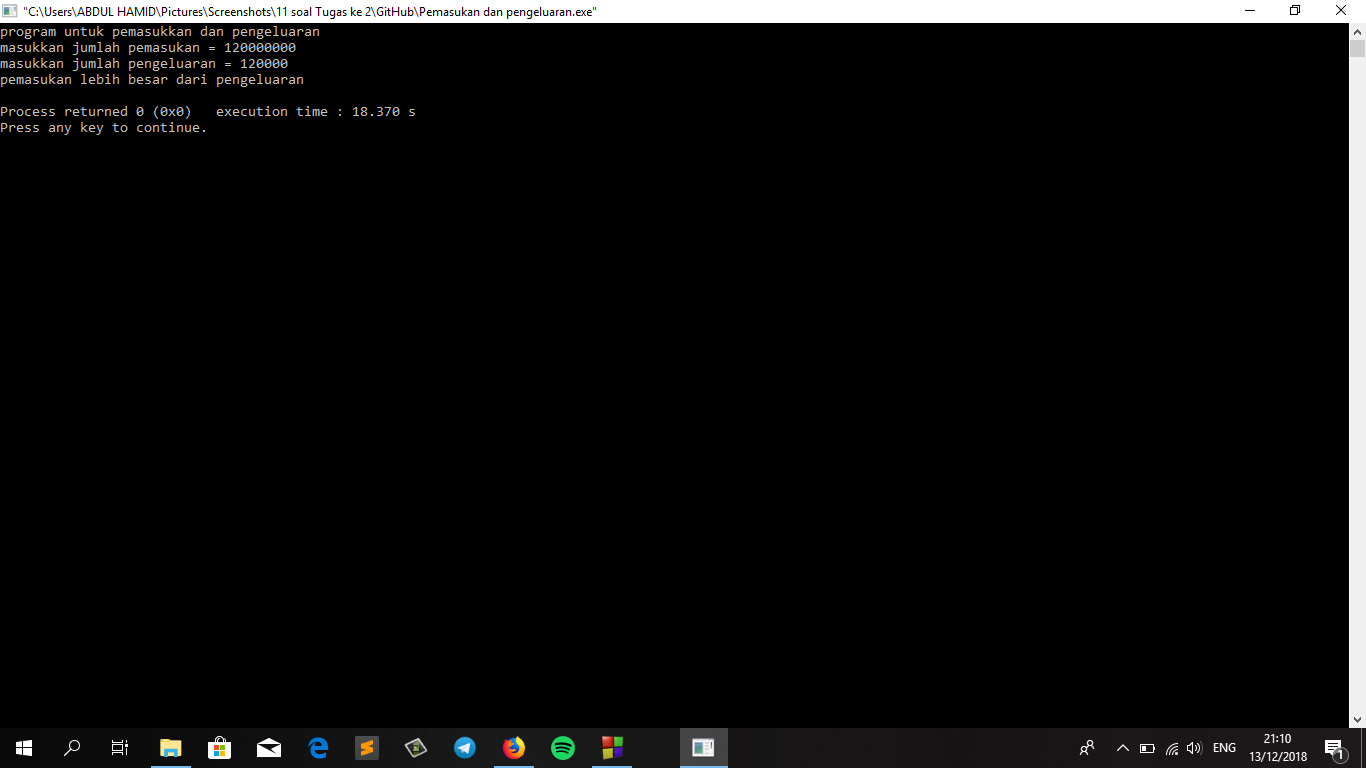 "C:\Users\ABDUL HAMID\Pictures\Screenshots\11 soal Tugas ke 2\GitHub\Pemasukan dan pengeluaran.exe"
program untuk pemasukkan dan pengeluaran
masukkan jumlah pemasukan = 120000000
masukkan jumlah pengeluaran = 120000
pemasukan lebih besar dari pengeluaran
Process returned 0 (0x0)   execution time : 18.370 s
Press any key to continue.
ENG
21:10
13/12/2018
1